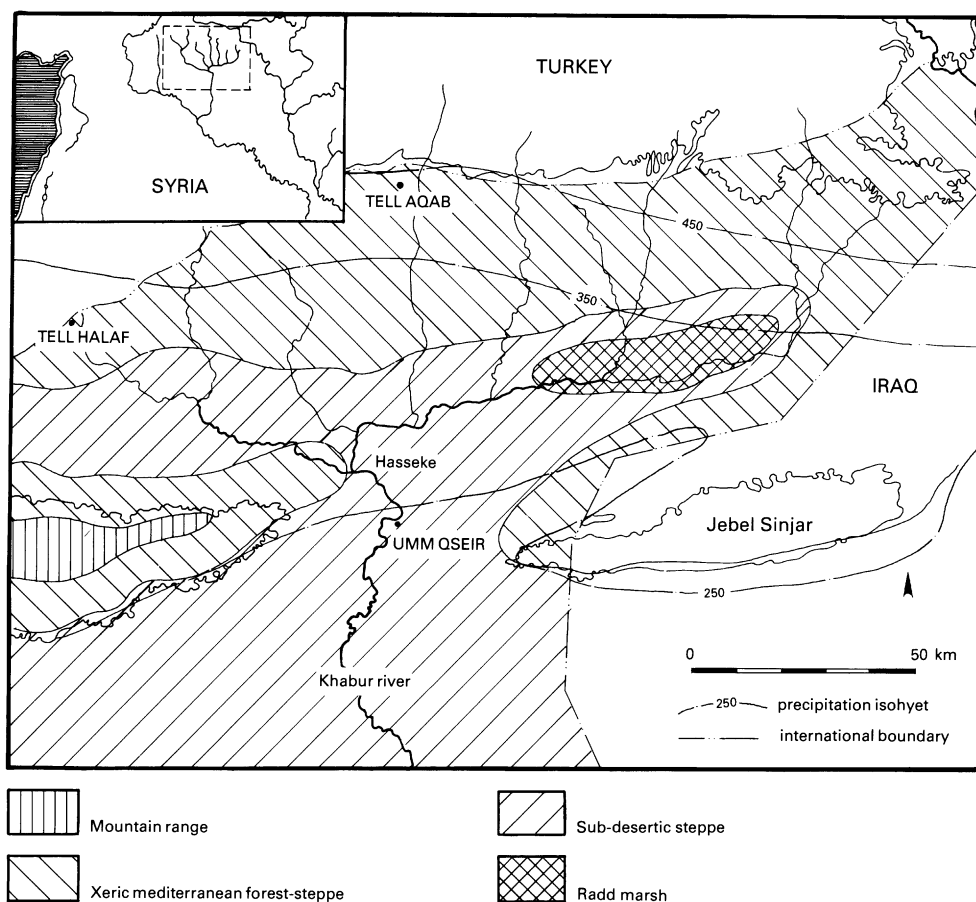 TURKEY
SYRIA
TELL AQAB
450
350
TELL HALAF
IRAQ
Hasseke
Jebel Sinjar
UMM QSEIR
250
0 50 km
Khabur river
250 precipitation isohyet
international boundary
Mountain range
Sub-desertic steppe
Xeric mediterranean forest-steppe
Radd marsh